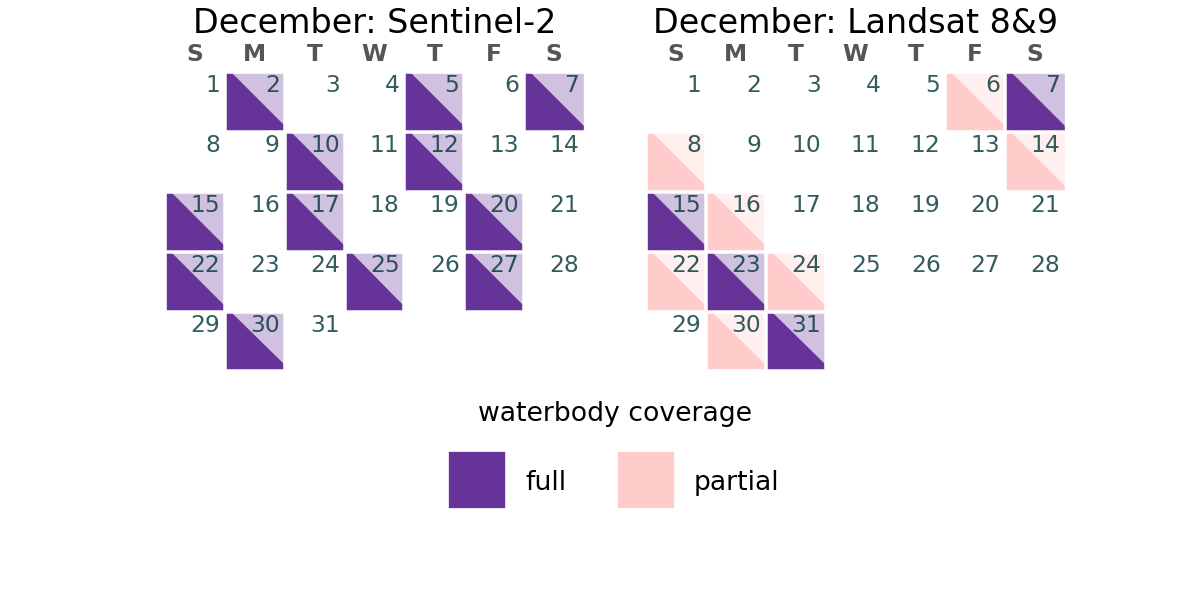 December: Sentinel-2
S M T W T F S
1 2 3 4 5 6 7
8 9 10 11 12 13 14
15 16 17 18 19 20 21
22 23 24 25 26 27 28
29 30 31
December: Landsat 8&9
S M T W T F S
1 2 3 4 5 6 7
8 9 10 11 12 13 14
15 16 17 18 19 20 21
22 23 24 25 26 27 28
29 30 31
waterbody coverage
full partial